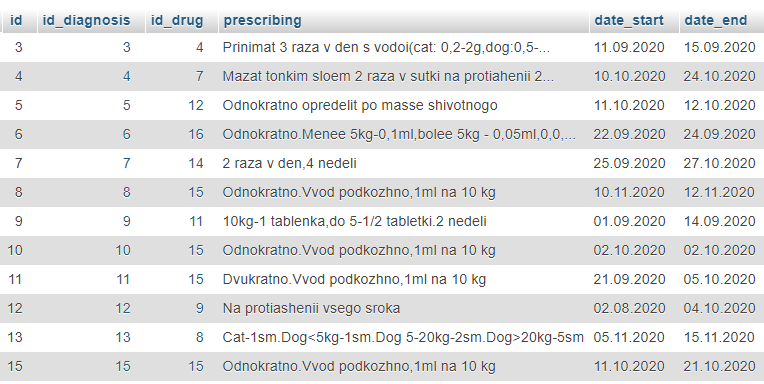 id id_diagnosis id_drug prescribing date_start date_end
3 3 4 Prinimat 3 raza v den s vodoi(cat: 0,2-2g,dog:0,5-... 11.09.2020 15.09.2020
4 4 7 Mazat tonkim sloem 2 raza v sutki na protiahenii 2... 10.10.2020 24.10.2020
5 5 12 Odnokratno opredelit po masse shivotnogo 11.10.2020 12.10.2020
6 6 16 Odnokratno.Menee 5kg-0,1ml,bolee 5kg - 0,05ml,0,0,... 22.09.2020 24.09.2020
7 7 14 2 raza v den,4 nedeli 25.09.2020 27.10.2020
8 8 15 Odnokratno.Vvod podkozhno,1ml na 10 kg 10.11.2020 12.11.2020
9 9 11 10kg-1 tablenka,do 5-1/2 tabletki.2 nedeli 01.09.2020 14.09.2020
10 10 15 Odnokratno.Vvod podkozhno,1ml na 10 kg 02.10.2020 02.10.2020
11 11 15 Dvukratno.Vvod podkozhno,1ml na 10 kg 21.09.2020 05.10.2020
12 12 9 Na protiashenii vsego sroka 02.08.2020 04.10.2020
13 13 8 Cat-1sm.Dog<5kg-1sm.Dog 5-20kg-2sm.Dog>20kg-5sm 05.11.2020 15.11.2020
15 15 15 Odnokratno.Vvod podkozhno,1ml na 10 kg 11.10.2020 21.10.2020